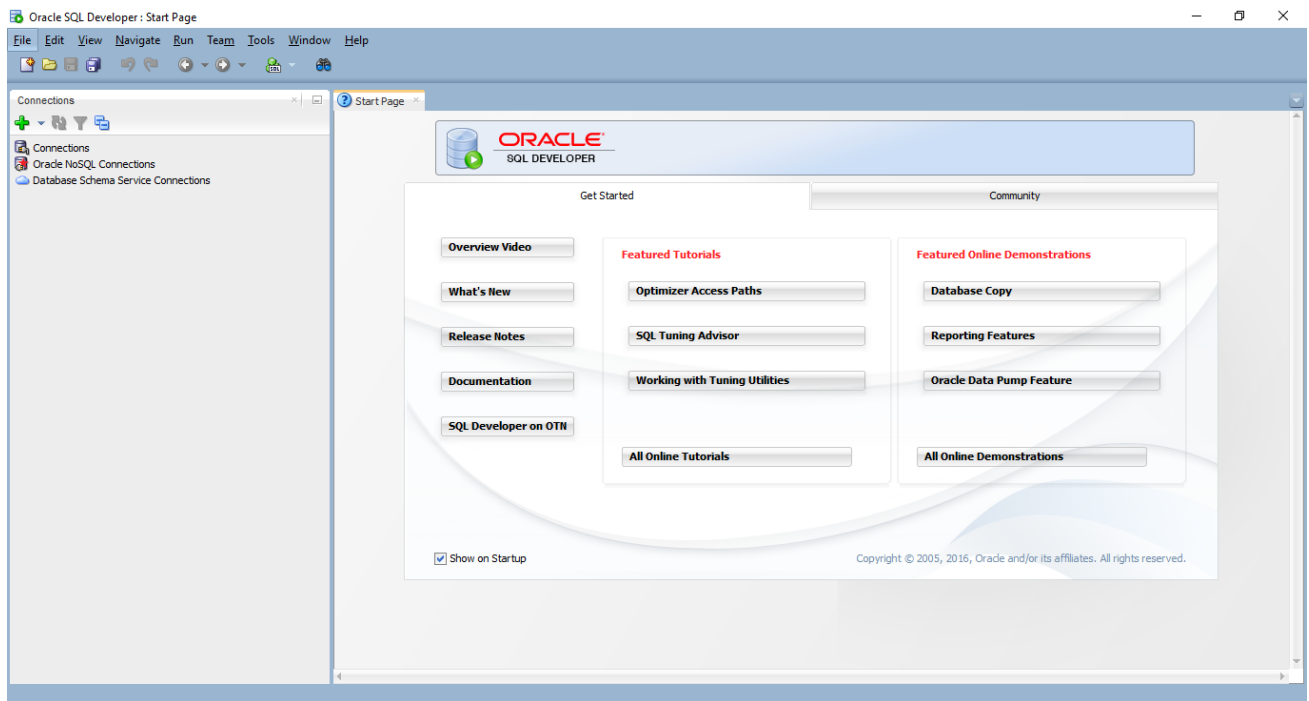 Oracle SQL Developer : Start Page
File Edit View Navigate Run Team Tools Window Help
SQL
Connections
Start Page
Connections
Oracle NoSQL Connections
Database Schema Service Connections
ORACLE
SQL DEVELOPER
Get Started
Community
Overview Video
What's New
Release Notes
Documentation
SQL Developer on OTN
Featured Tutorials
Optimizer Access Paths
SQL Tuning Advisor
Working with Tuning Utilities
All Online Tutorials
Featured Online Demonstrations
Database Copy
Reporting Features
Oracle Data Pump Feature
All Online Demonstrations
Show on Startup
Copyright © 2005, 2016, Oracle and/or its affiliates. All rights reserved.